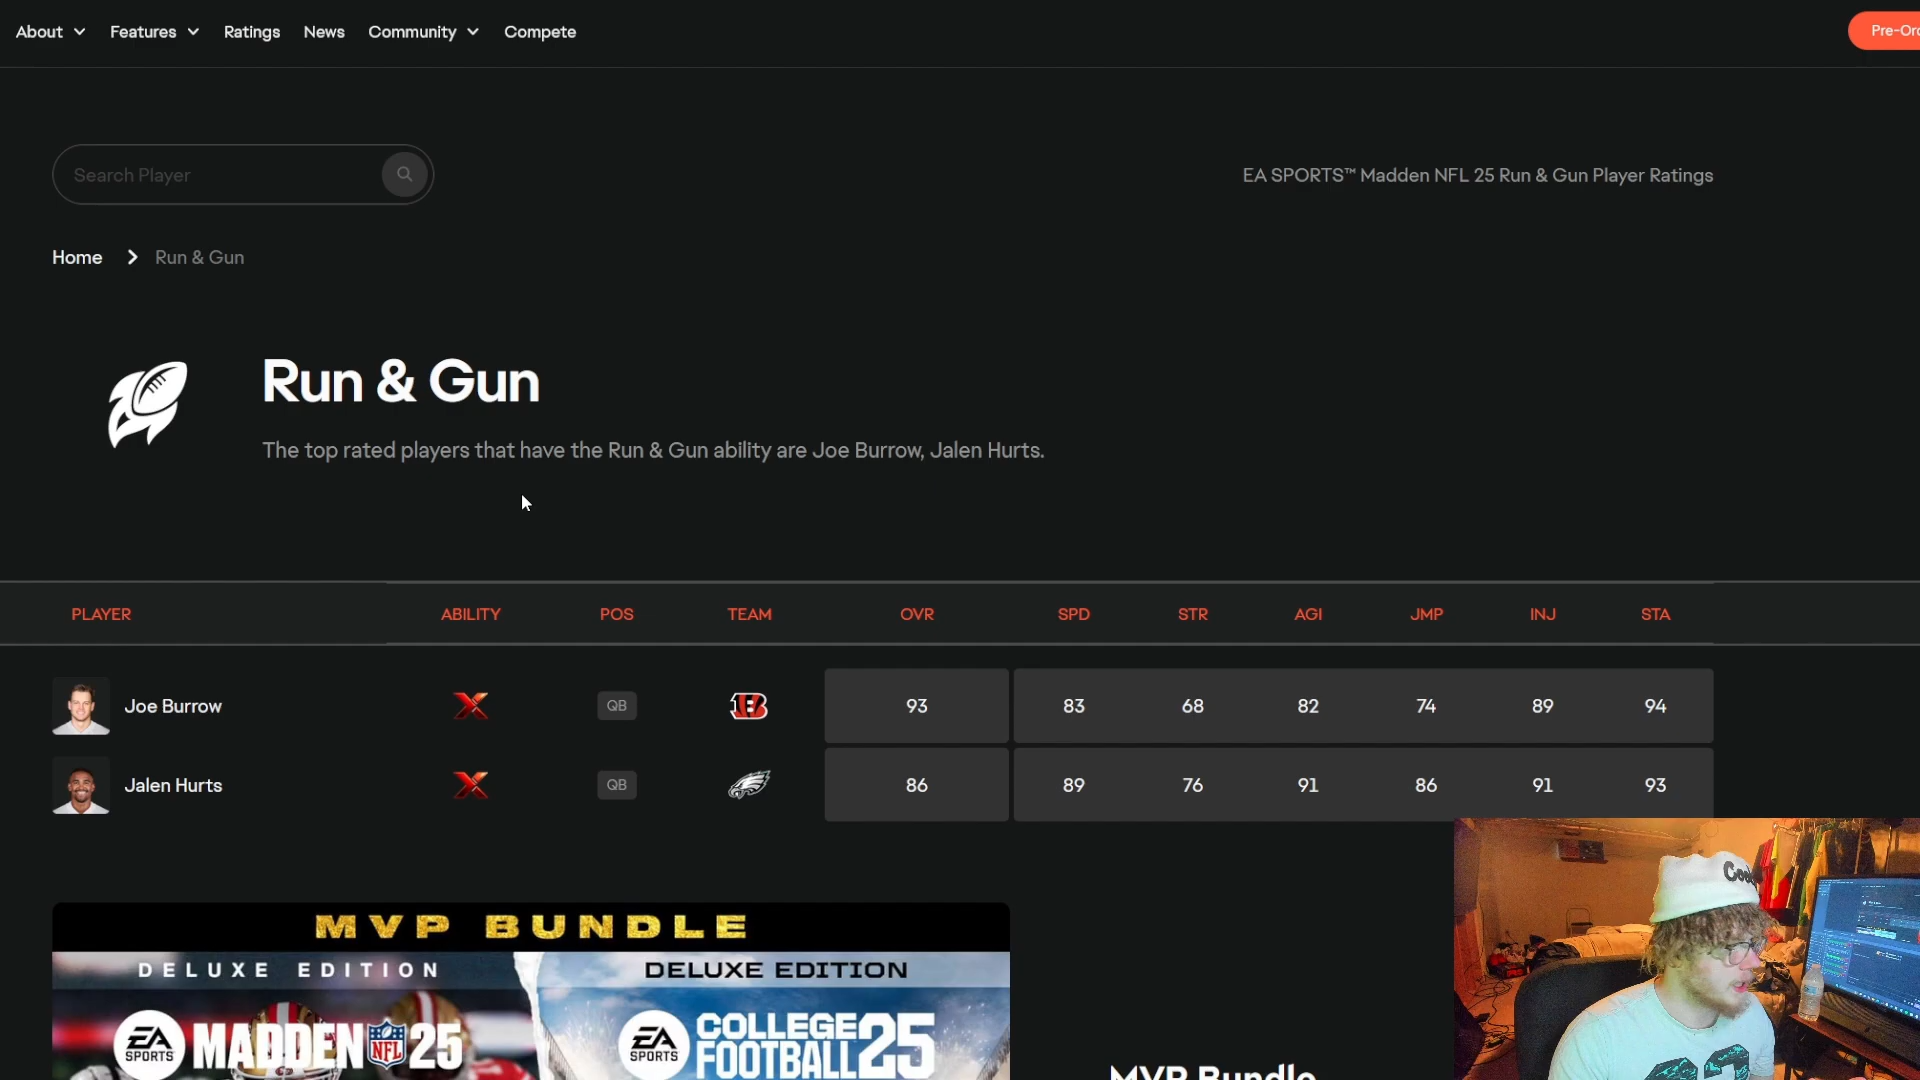 About Features Ratings News Community Compete
Pre-Or
Search Player
EA SPORTS™ Madden NFL 25 Run & Gun Player Ratings
Home Run & Gun
Run & Gun
The top rated players that have the Run & Gun ability are Joe Burrow, Jalen Hurts.
PLAYER ABILITY POS TEAM OVR SPD STR AGI JMP INJ STA
Joe Burrow X QB B 93 83 68 82 74 89 94
Jalen Hurts X QB 86 89 76 91 86 91 93
MVP BUNDLE
DELUXE EDITION DELUXE EDITION
EA SPORTS MADDEN NFL 25 EA SPORTS COLLEGE FOOTBALL 25
MVP Bundle